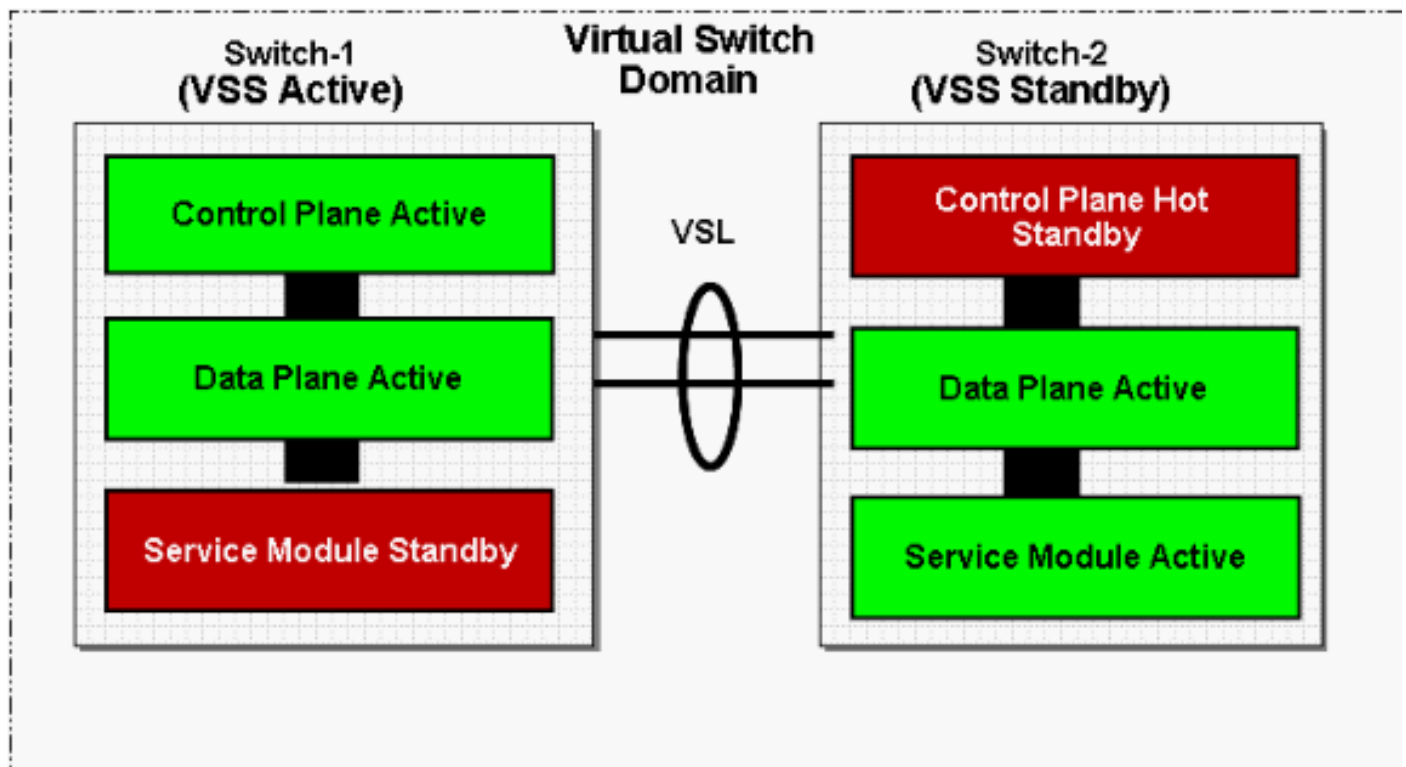 Switch-1
(VSS Active)
Virtual Switch
Domain
Switch-2
(VSS Standby)
Control Plane Active
Data Plane Active
Service Module Standby
VSL
Control Plane Hot
Standby
Data Plane Active
Service Module Active